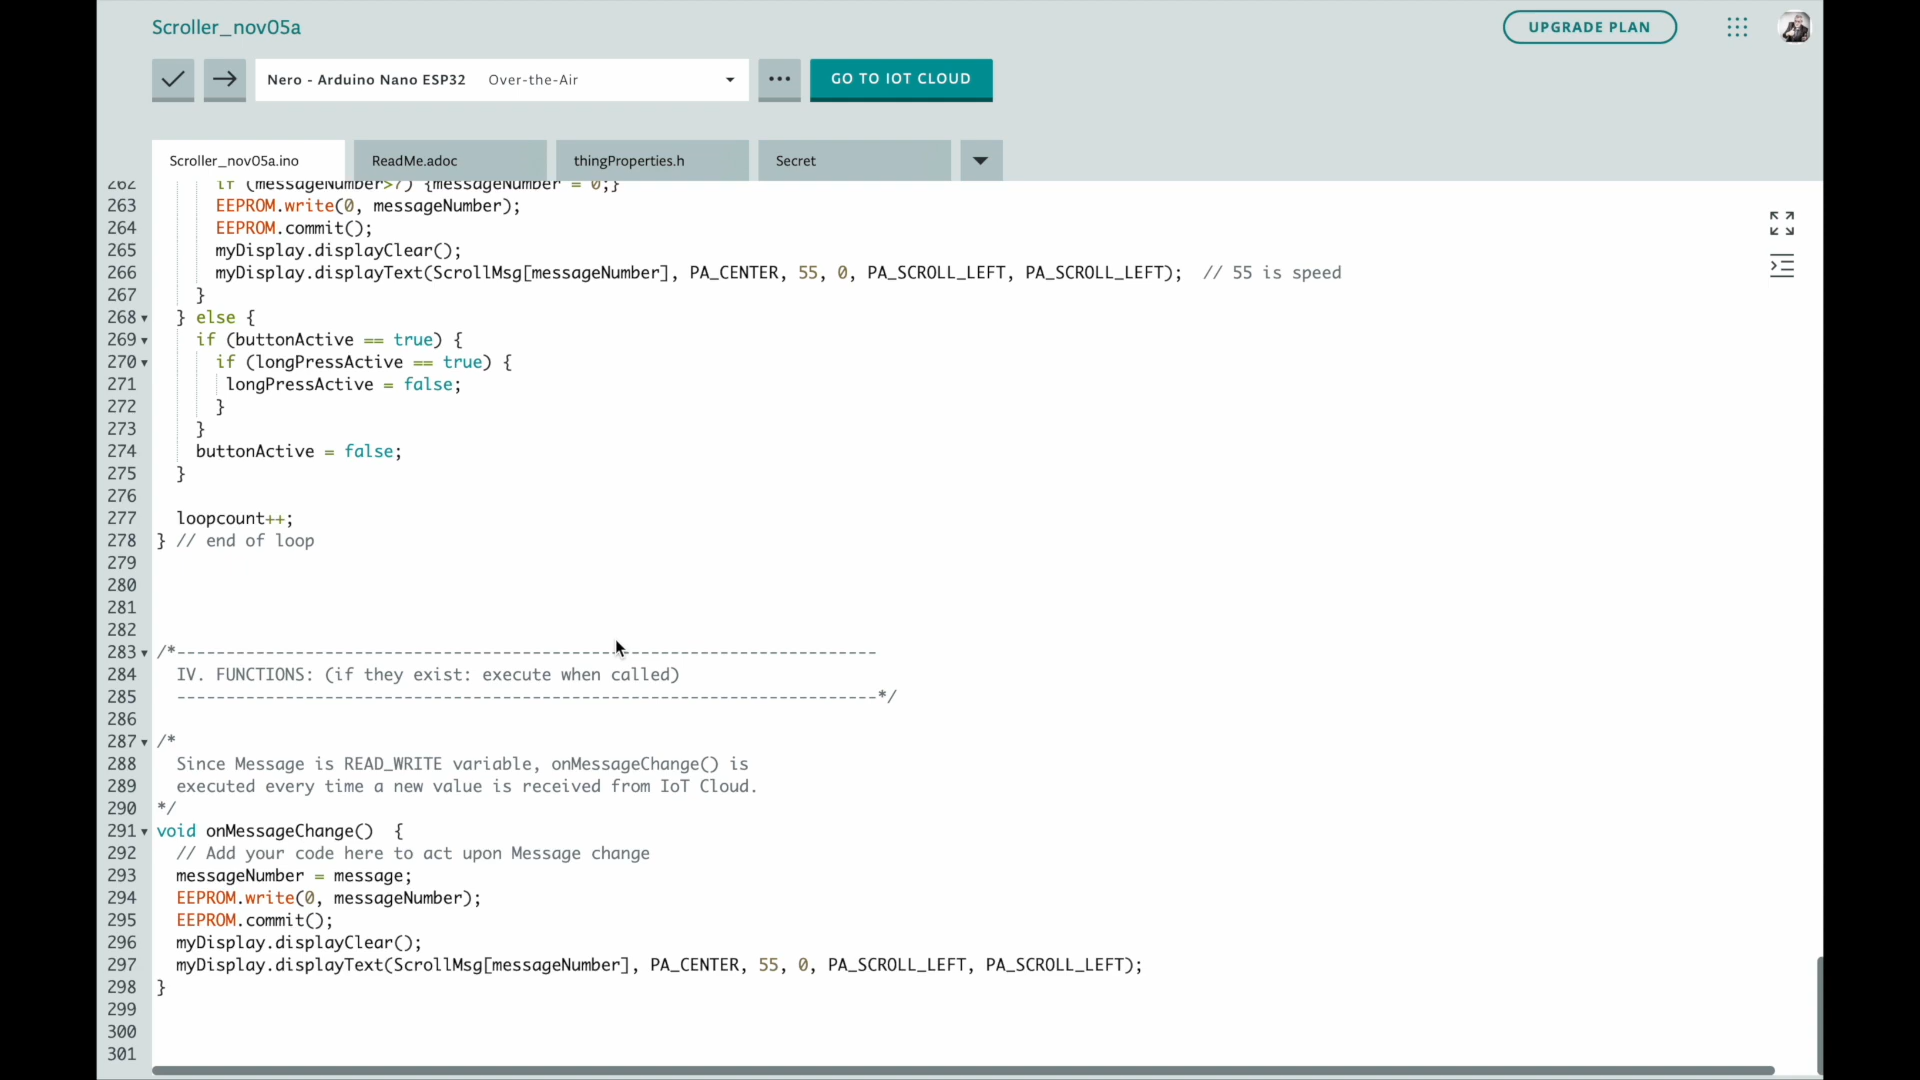 Scroller_nov05a
UPGRADE PLAN
Nero - Arduino Nano ESP32 Over-the-Air
GO TO IOT CLOUD
Scroller_nov05a.ino ReadMe.adoc thingProperties.h Secret
262 if (messageNumber>7) {messageNumber = 0;}
263 EEPROM.write(0, messageNumber);
264 EEPROM.commit();
265 myDisplay.displayClear();
266 myDisplay.displayText(ScrollMsg[messageNumber], PA_CENTER, 55, 0, PA_SCROLL_LEFT, PA_SCROLL_LEFT); // 55 is speed
267 }
268 } else {
269 if (buttonActive == true) {
270 if (longPressActive == true) {
271 longPressActive = false;
272 }
273 }
274 buttonActive = false;
275 }
276
277 loopcount++;
278 } // end of loop
279
280
281
282
283 /*-----------------------------------------------------------------------
284 IV. FUNCTIONS: (if they exist: execute when called)
285 -----------------------------------------------------------------------*/
286
287 /*
288 Since Message is READ_WRITE variable, onMessageChange() is
289 executed every time a new value is received from IoT Cloud.
290 */
291 void onMessageChange() {
292 // Add your code here to act upon Message change
293 messageNumber = message;
294 EEPROM.write(0, messageNumber);
295 EEPROM.commit();
296 myDisplay.displayClear();
297 myDisplay.displayText(ScrollMsg[messageNumber], PA_CENTER, 55, 0, PA_SCROLL_LEFT, PA_SCROLL_LEFT);
298 }
299
300
301